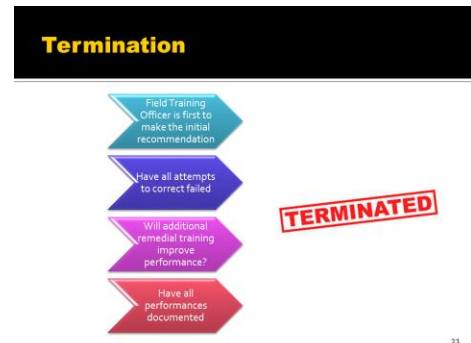 Termination
Field Training
Officer is first to
make the initial
recommendation
Have all attempts
to correct failed
Will additional
remedial training
improve
performance?
Have all
performances
documented
TERMINATED
23